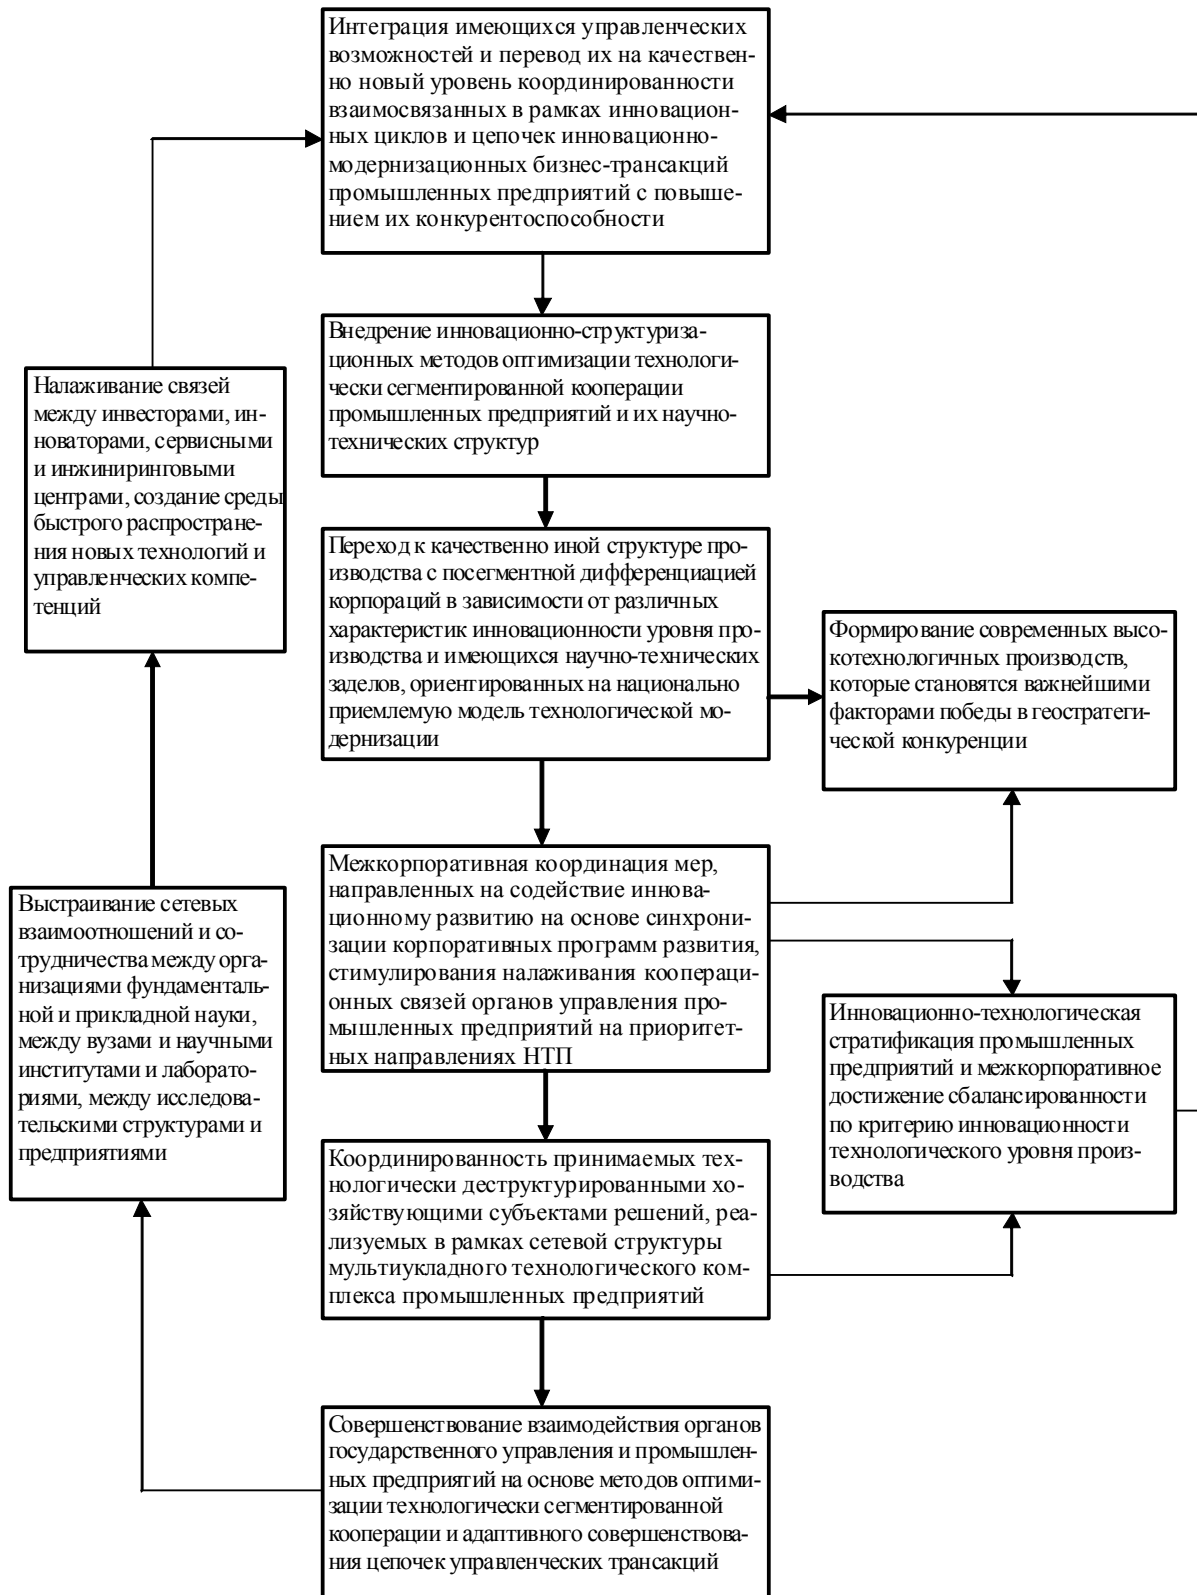 Интеграция имеющихся управленческих
возможностей и перевод их на качествен-
но новый уровень координированности
взаимосвязанных в рамках инновацион-
ных циклов и цепочек инновационно-
модернизационных бизнес-трансакций
промышленных предприятий с повыше-
нием их конкурентоспособности
Внедрение инновационно-структуриза-
ционных методов оптимизации технологи-
чески сегментированной кооперации
промышленных предприятий и их научно-
технических структур
Налаживание связей
между инвесторами, ин-
новаторами, сервисными
и инжиниринговыми
центрами, создание среды
быстрого распростране-
ния новых технологий и
управленческих компе-
тенций
Переход к качественно иной структуре про-
изводства с посегментной дифференциацией
корпораций в зависимости от различных
характеристик инновационности уровня про-
изводства и имеющихся научно-технических
заделов, ориентированных на национально
приемлемую модель технологической мо-
дернизации
Формирование современных высо-
котехнологичных производств,
которые становятся важнейшими
факторами победы в геостратеги-
ческой конкуренции
Межкорпоративная координация мер,
направленных на содействие иннова-
ционному развитию на основе синхрони-
зации корпоративных программ развития,
стимулирования налаживания кооперaци-
онных связей органов управления про-
мышленных предприятий на приоритет-
ных направлениях НТП
Выстраивание сетевых
взаимоотношений и со-
трудничества между орга-
низациями фундаменталь-
ной и прикладной науки,
между вузами и научными
институтами и лаборато-
риями, между исследова-
тельскими структурами и
предприятиями
Инновационно-технологическая
стратификация промышленных
предприятий и межкорпоративное
достижение сбалансированности
по критерию инновационности
технологического уровня произ-
водства
Координированность принимаемых тех-
нологически деструктурированными хо-
зяйствующими субъектами решений, реа-
лизуемых в рамках сетевой структуры
мультиукладного технологического ком-
плекса промышленных предприятий
Совершенствование взаимодействия органов
государственного управления и промышлен-
ных предприятий на основе методов оптими-
зации технологически сегментированной
кооперации и адаптивного совершенствова-
ния цепочек управленческих трансакций